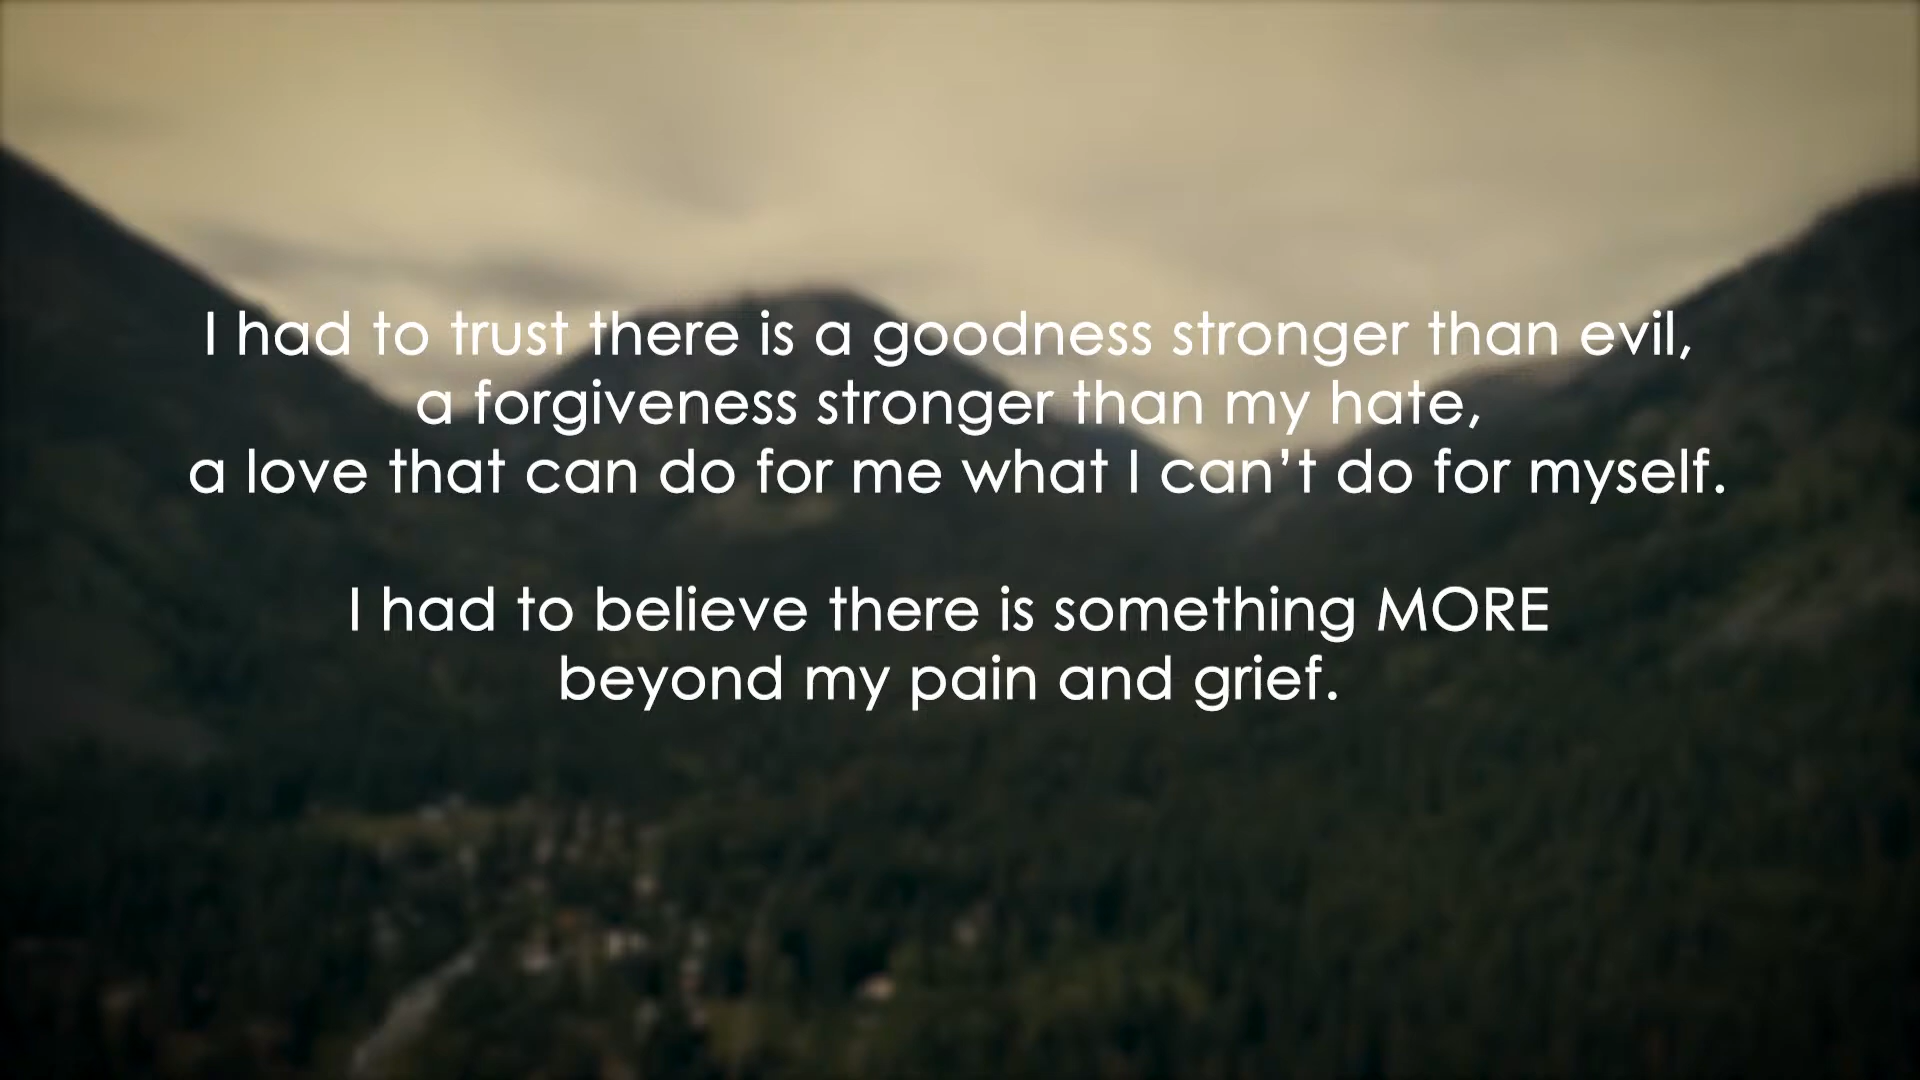 I had to trust there is a goodness stronger than evil,
a forgiveness stronger than my hate,
a love that can do for me what I can’t do for myself.
I had to believe there is something MORE
beyond my pain and grief.